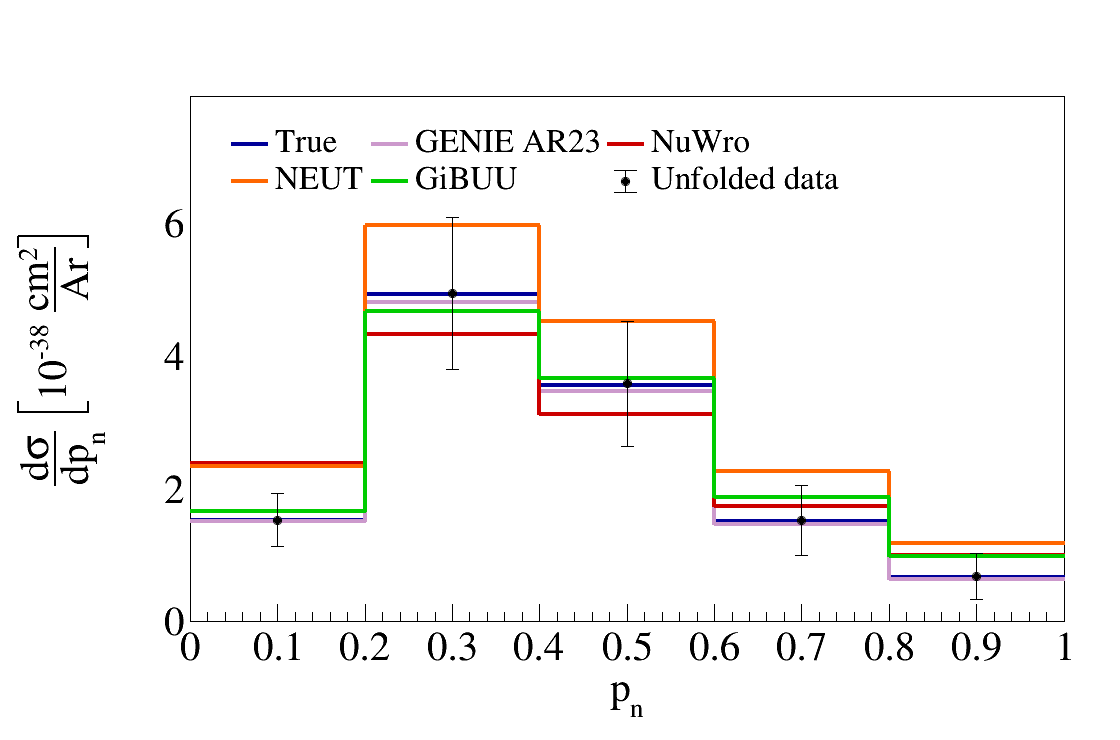 True GENIE AR23 NuWro
NEUT GiBUU Unfolded data
6
4
2
0
dσ/dp_n [10^-38 cm^2/Ar]
0 0.1 0.2 0.3 0.4 0.5 0.6 0.7 0.8 0.9 1
p_n